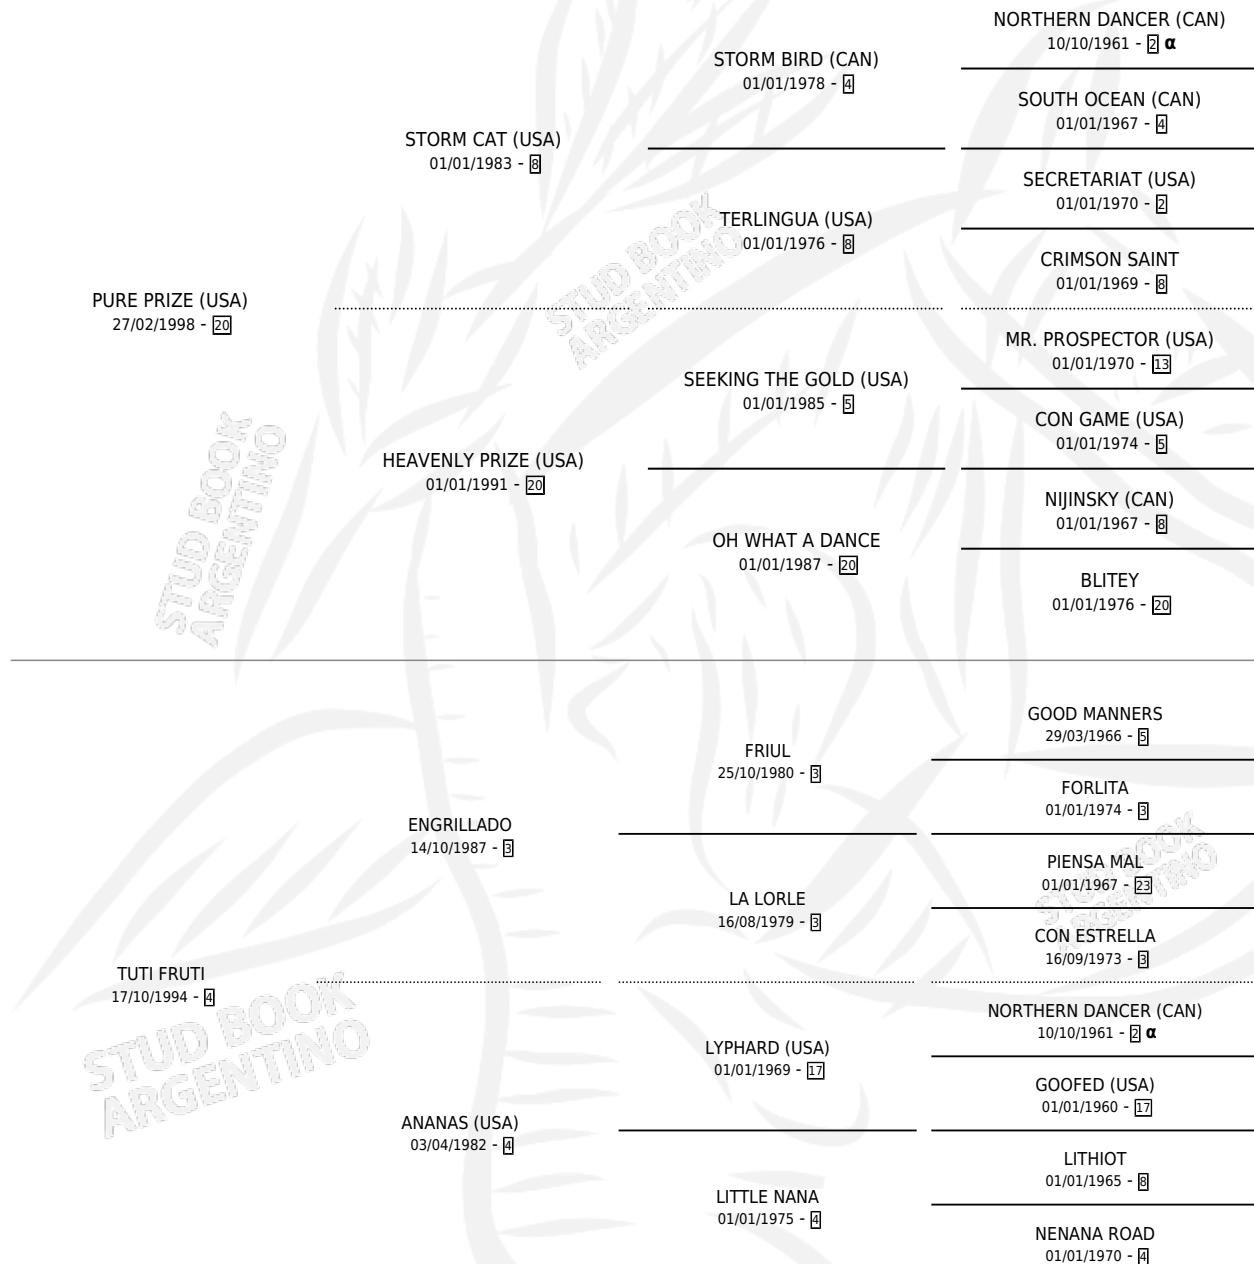 NORTHERN DANCER (CAN)
10/10/1961 - 2 α
STORM BIRD (CAN)
01/01/1978 - 4
SOUTH OCEAN (CAN)
01/01/1967 - 4
STORM CAT (USA)
01/01/1983 - 8
SECRETARIAT (USA)
01/01/1970 - 2
TERLINGUA (USA)
01/01/1976 - 8
CRIMSON SAINT
01/01/1969 - 8
PURE PRIZE (USA)
27/02/1998 - 20
MR. PROSPECTOR (USA)
01/01/1970 - 13
SEEKING THE GOLD (USA)
01/01/1985 - 5
CON GAME (USA)
01/01/1974 - 5
HEAVENLY PRIZE (USA)
01/01/1991 - 20
NIJINSKY (CAN)
01/01/1967 - 8
OH WHAT A DANCE
01/01/1987 - 20
BLITEY
01/01/1976 - 20
GOOD MANNERS
29/03/1966 - 5
FRIUL
25/10/1980 - 3
FORLITA
01/01/1974 - 3
ENGRILLADO
14/10/1987 - 3
PIENSA MAL
01/01/1967 - 23
LA LORLE
16/08/1979 - 3
CON ESTRELLA
16/09/1973 - 3
TUTI FRUTI
17/10/1994 - 4
NORTHERN DANCER (CAN)
10/10/1961 - 2 α
LYPHARD (USA)
01/01/1969 - 17
GOOFED (USA)
01/01/1960 - 17
ANANAS (USA)
03/04/1982 - 4
LITHIOT
01/01/1965 - 8
LITTLE NANA
01/01/1975 - 4
NENANA ROAD
01/01/1970 - 4
STUD BOOK
ARGENTINO
STUD BOOK
ARGENTINO
STUD BOOK
ARGENTINO
STUD BOOK
ARGENTINO